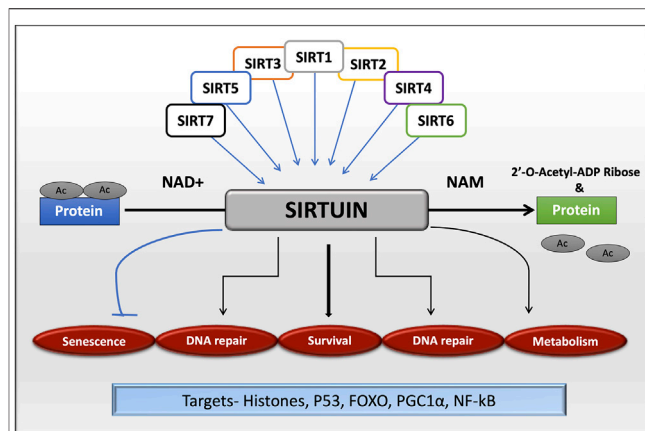 SIRT1
SIRT3
SIRT2
SIRT5
SIRT4
SIRT7
SIRT6
2’-O-Acetyl-ADP Ribose
&
Ac Ac
NAD+
NAM
Protein
SIRTUIN
Protein
Ac
Ac
Senescence
DNA repair
Survival
DNA repair
Metabolism
Targets- Histones, P53, FOXO, PGC1α, NF-kB